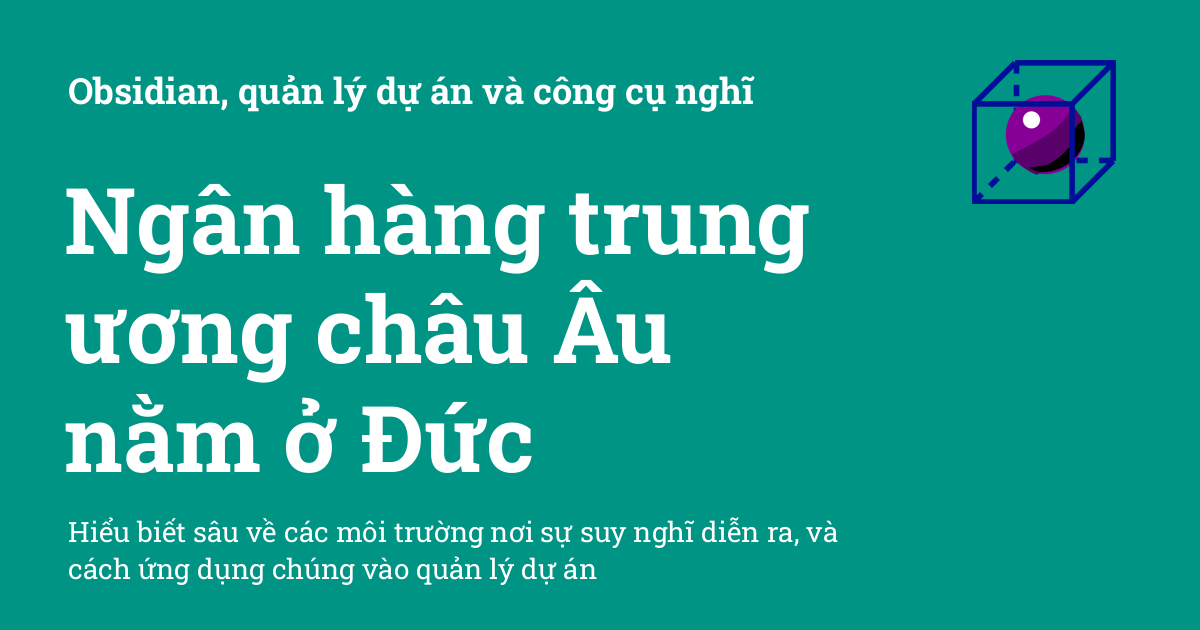 Obsidian, quản lý dự án và công cụ nghĩ
Ngân hàng trung
ương châu Âu
nằm ở Đức
Hiểu biết sâu về các môi trường nơi sự suy nghĩ diễn ra, và
cách ứng dụng chúng vào quản lý dự án